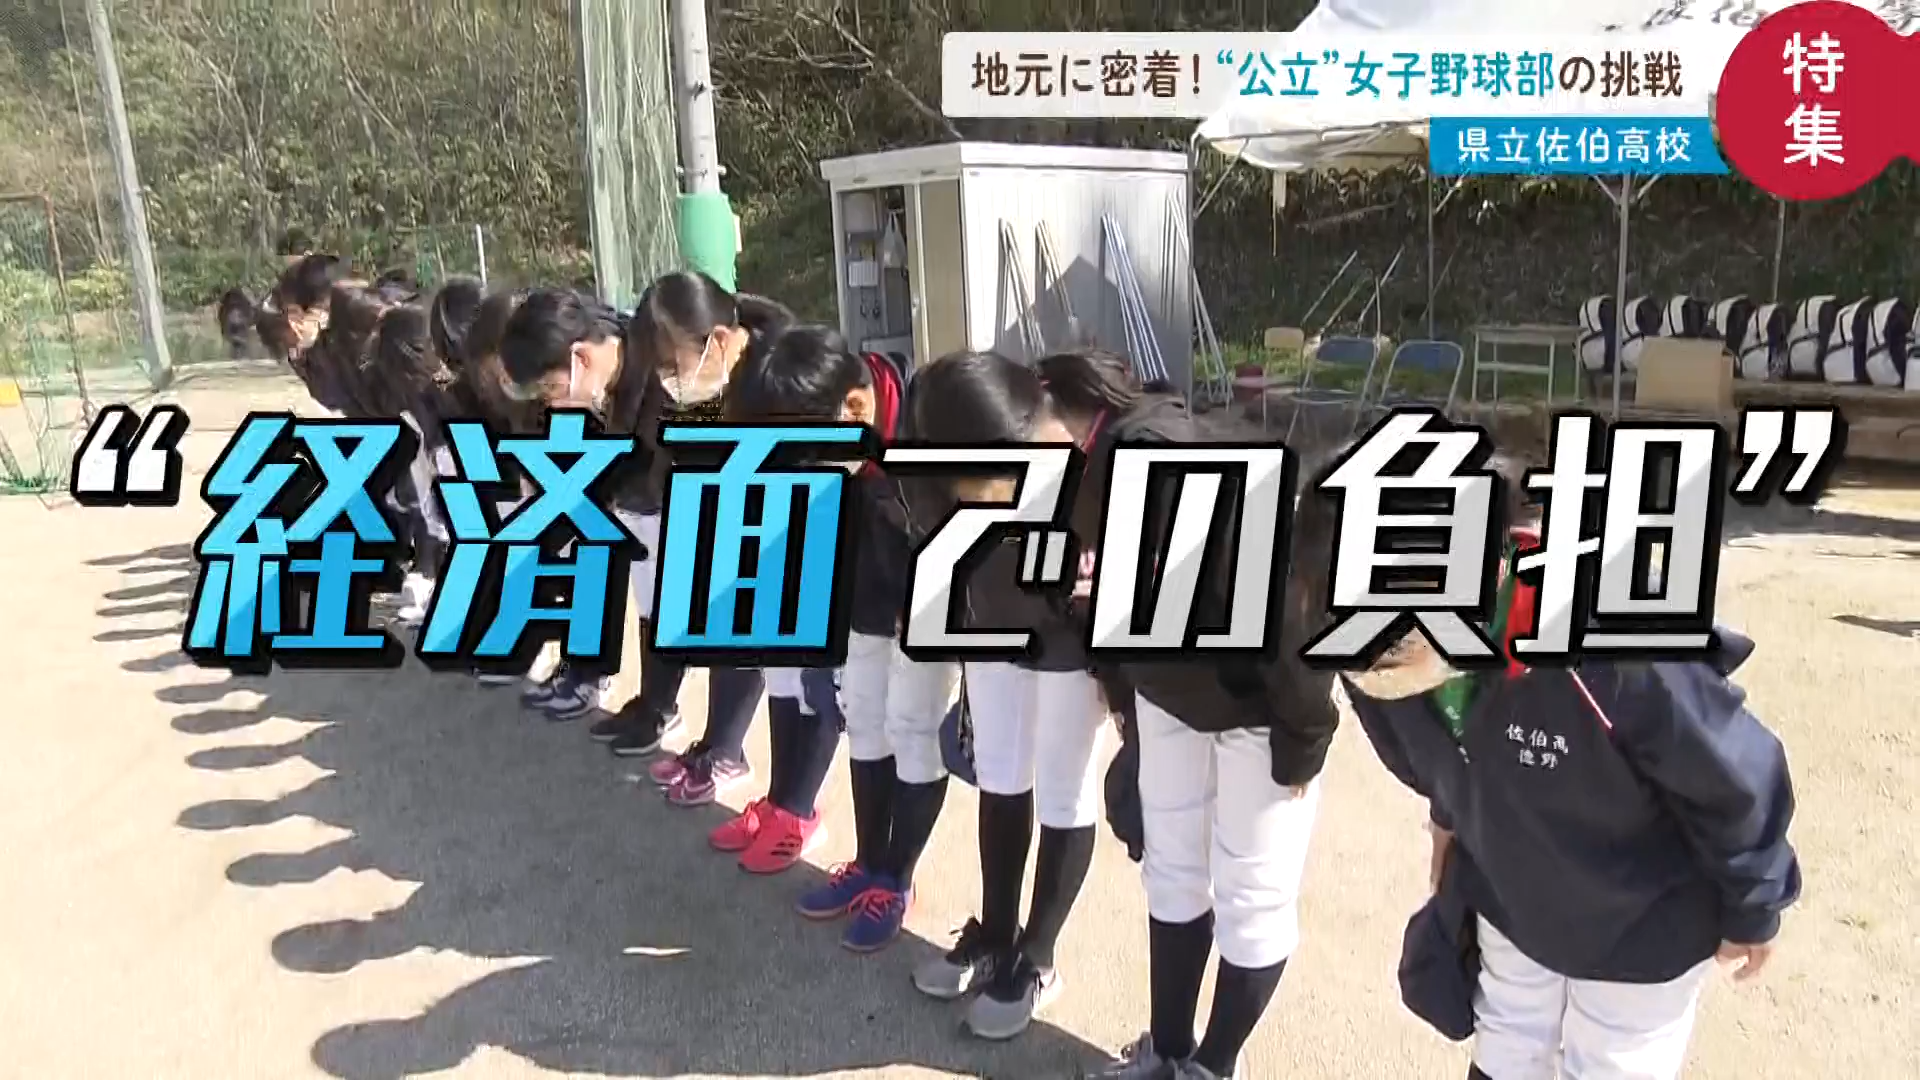 地元に密着！“公立”女子野球部の挑戦
特集
県立佐伯高校
“経済面での負担”
佐伯高